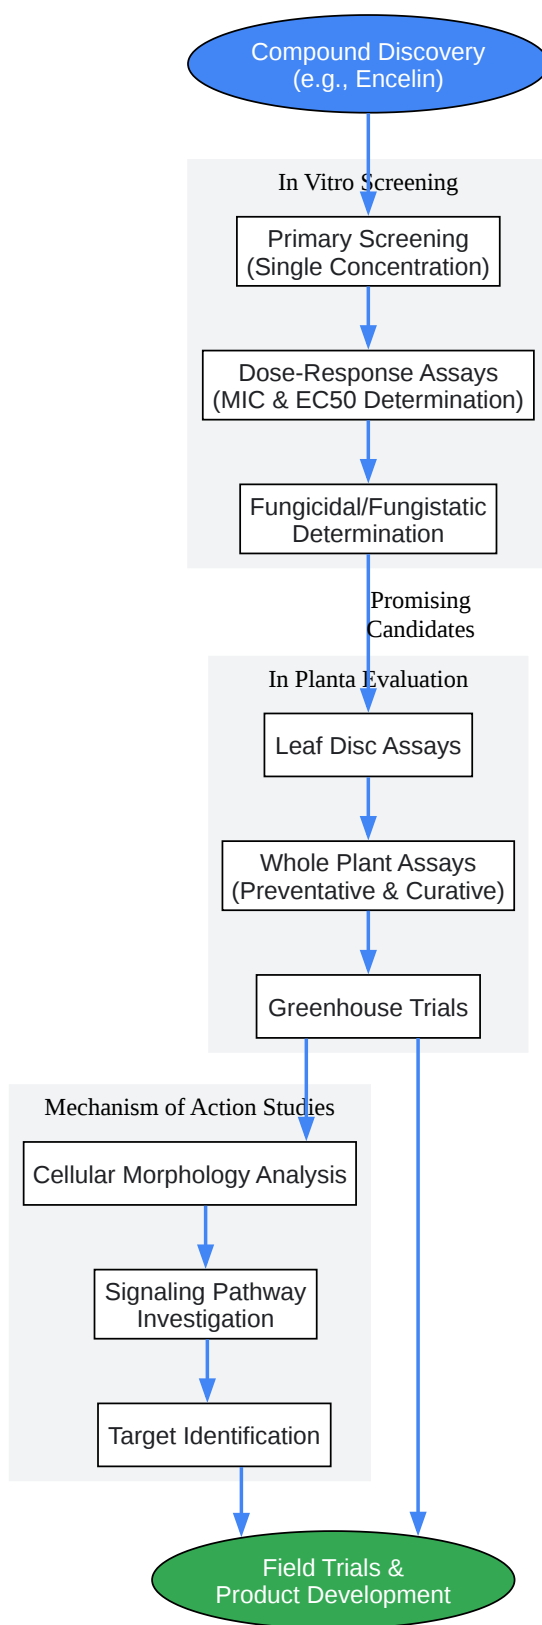 Compound Discovery
(e.g., Encelin)
In Vitro Screening
Primary Screening
(Single Concentration)
Dose-Response Assays
(MIC & EC50 Determination)
Fungicidal/Fungistatic
Determination
Promising
Candidates
In Planta Evaluation
Leaf Disc Assays
Whole Plant Assays
(Preventative & Curative)
Greenhouse Trials
Mechanism of Action Studies
Cellular Morphology Analysis
Signaling Pathway
Investigation
Target Identification
Field Trials &
Product Development